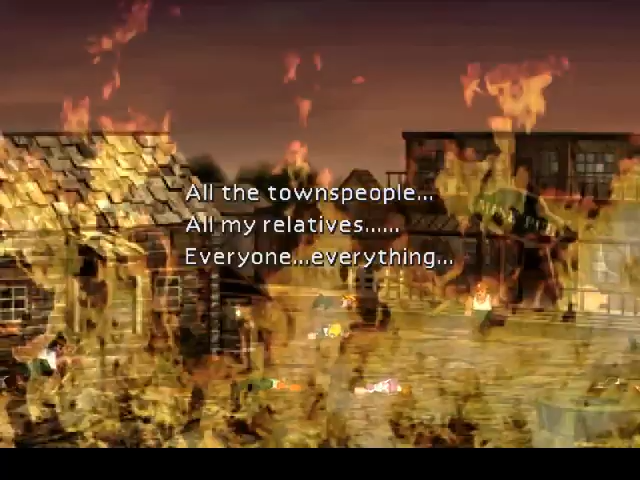 All the townspeople...
All my relatives......
Everyone...everything...